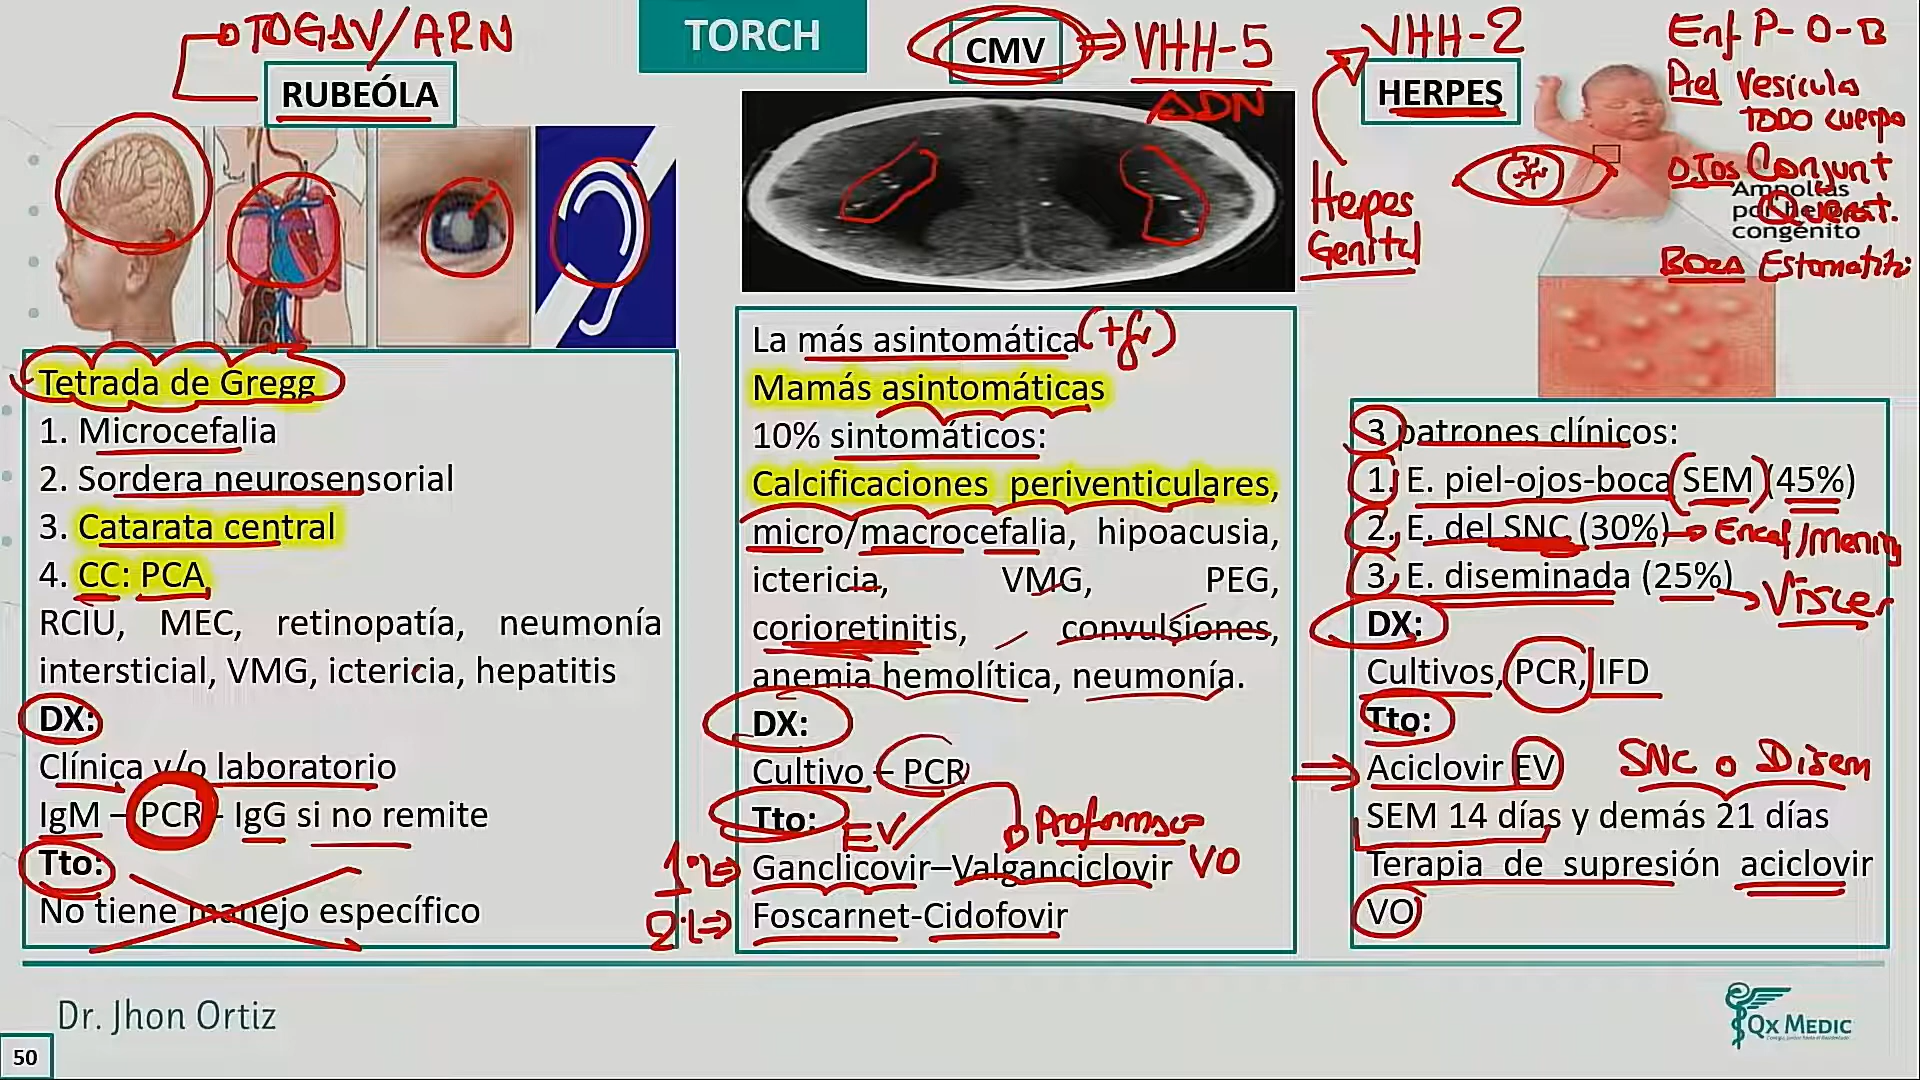 TORCH
TOGAV/ARN
RUBEÓLA
Tetrada de Gregg
1. Microcefalia
2. Sordera neurosensorial
3. Catarata central
4. CC: PCA
RCIU, MEC, retinopatía, neumonía
intersticial, VMG, ictericia, hepatitis
DX:
Clínica y/o laboratorio
IgM – PCR - IgG si no remite
Tto:
No tiene manejo específico
CMV ⇒ VHH-5
ADN
La más asintomática (+fr)
Mamás asintomáticas
10% sintomáticos:
Calcificaciones periventiculares,
micro/macrocefalia, hipoacusia,
ictericia, VMG, PEG,
corioretinitis, convulsiones,
anemia hemolítica, neumonía.
DX:
Cultivo – PCR
Tto:
EV
1°L⇒ Ganclicovir–Valganciclovir VO
2°L⇒ Foscarnet-Cidofovir
VHH-2
HERPES
Herpes
Genital
Enf P-O-B
Piel Vesicula
TODO cuerpo
OJOS Conjunt
Ampollas
por herpes
congénito
Querat.
BOCA Estomatiti
3 patrones clínicos:
1. E. piel-ojos-boca (SEM) (45%)
2. E. del SNC (30%) → Encef/mening
3. E. diseminada (25%) → Viscer
DX:
Cultivos, PCR, IFD
Tto:
Aciclovir EV SNC o Disem
SEM 14 días y demás 21 días
Terapia de supresión aciclovir
VO
Dr. Jhon Ortiz
QX MEDIC
50